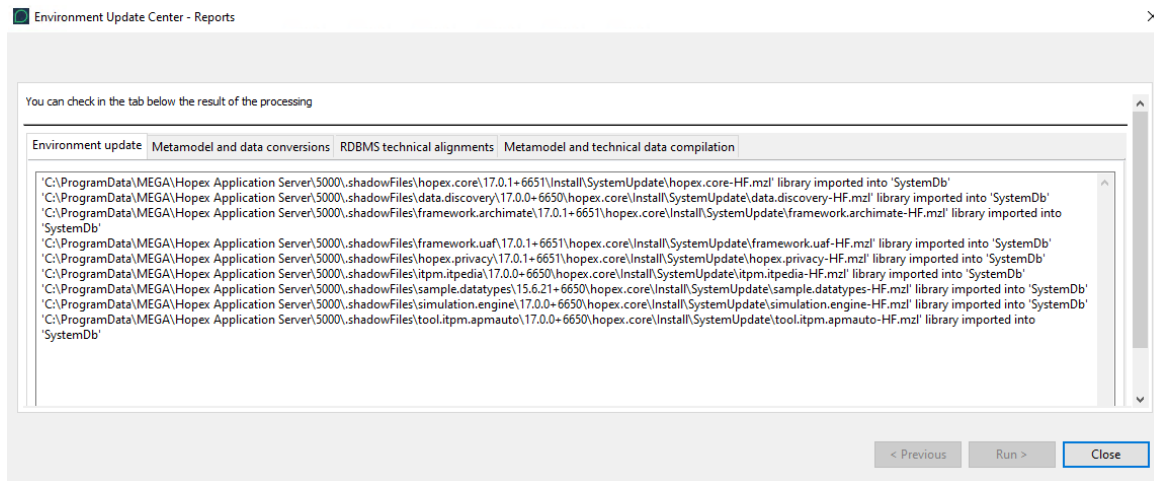 Environment Update Center - Reports
You can check in the tab below the result of the processing
Environment update Metamodel and data conversions RDBMS technical alignments Metamodel and technical data compilation
'C:\ProgramData\MEGA\Hopex Application Server\5000\.shadowFiles\hopex.core\17.0.1+6651\Install\SystemUpdate\hopex.core-HF.mzl' library imported into 'SystemDb'
'C:\ProgramData\MEGA\Hopex Application Server\5000\.shadowFiles\data.discovery\17.0.0+6650\hopex.core\Install\SystemUpdate\data.discovery-HF.mzl' library imported into 'SystemDb'
'C:\ProgramData\MEGA\Hopex Application Server\5000\.shadowFiles\framework.archimate\17.0.1+6651\hopex.core\Install\SystemUpdate\framework.archimate-HF.mzl' library imported into
'SystemDb'
'C:\ProgramData\MEGA\Hopex Application Server\5000\.shadowFiles\framework.uaf\17.0.1+6651\hopex.core\Install\SystemUpdate\framework.uaf-HF.mzl' library imported into 'SystemDb'
'C:\ProgramData\MEGA\Hopex Application Server\5000\.shadowFiles\hopex.privacy\17.0.1+6651\hopex.core\Install\SystemUpdate\hopex.privacy-HF.mzl' library imported into 'SystemDb'
'C:\ProgramData\MEGA\Hopex Application Server\5000\.shadowFiles\itpm.itpedia\17.0.0+6650\hopex.core\Install\SystemUpdate\itpm.itpedia-HF.mzl' library imported into 'SystemDb'
'C:\ProgramData\MEGA\Hopex Application Server\5000\.shadowFiles\sample.datatypes\15.6.21+6650\hopex.core\Install\SystemUpdate\sample.datatypes-HF.mzl' library imported into 'SystemDb'
'C:\ProgramData\MEGA\Hopex Application Server\5000\.shadowFiles\simulation.engine\17.0.0+6650\hopex.core\Install\SystemUpdate\simulation.engine-HF.mzl' library imported into 'SystemDb'
'C:\ProgramData\MEGA\Hopex Application Server\5000\.shadowFiles\tool.itpm.apmauto\17.0.0+6650\hopex.core\Install\SystemUpdate\tool.itpm.apmauto-HF.mzl' library imported into
'SystemDb'
< Previous Run > Close